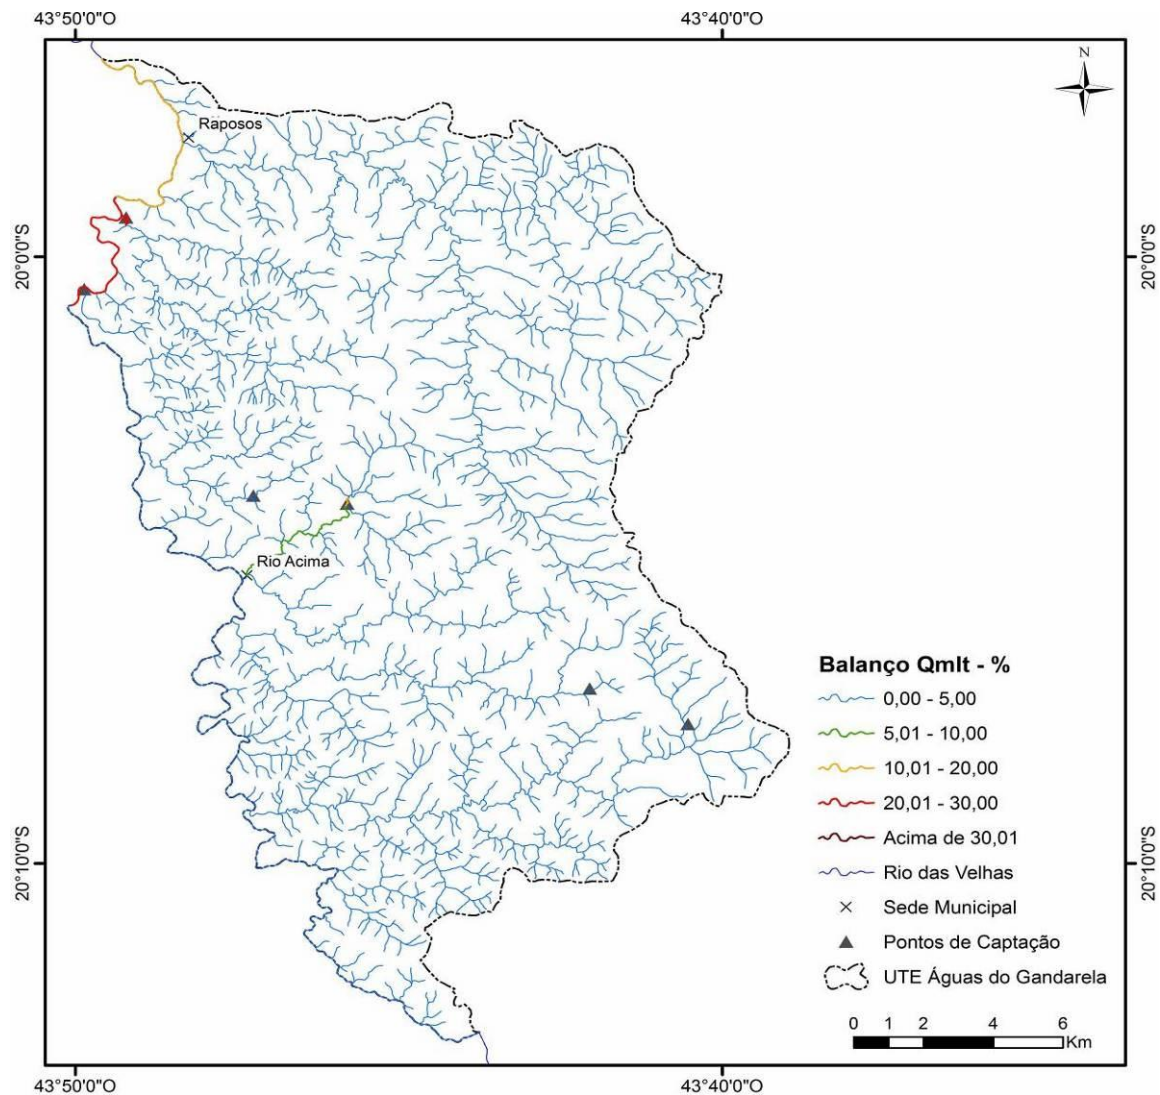 43°50'0"O
43°40'0"O
N
Raposos
20°0'0"S
20°0'0"S
Rio Acima
Balanço Qmlt - %
0,00 - 5,00
5,01 - 10,00
10,01 - 20,00
20,01 - 30,00
Acima de 30,01
Rio das Velhas
Sede Municipal
Pontos de Captação
UTE Águas do Gandarela
20°10'0"S
20°10'0"S
0 1 2 4 6
Km
43°50'0"O
43°40'0"O